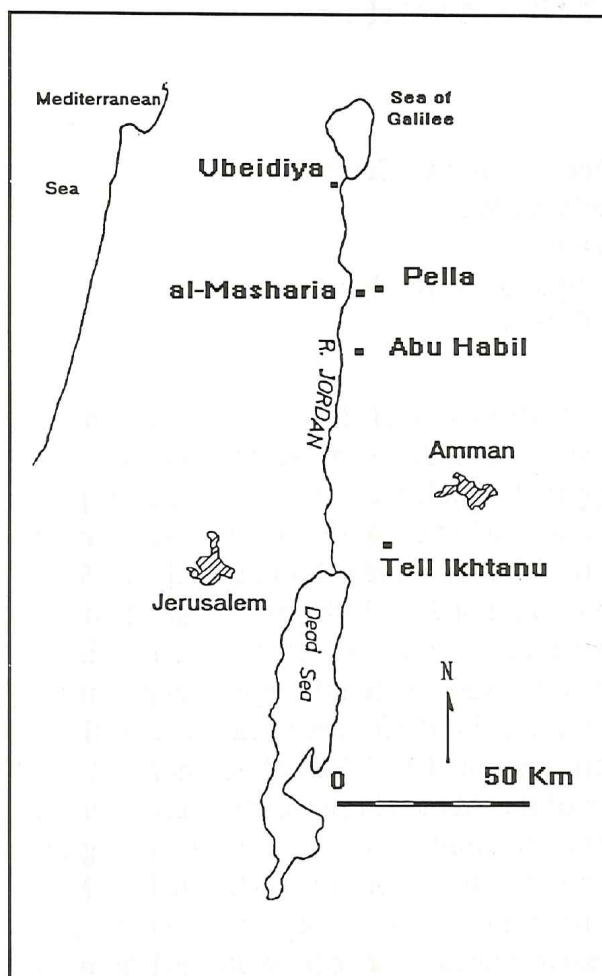 Mediterranean
Sea
Sea of
Galilee
Ubeidiya
Pella
al-Masharia
Abu Habil
R. JORDAN
Amman
Tell Ikhtanu
Jerusalem
Dead Sea
N
0 50 Km